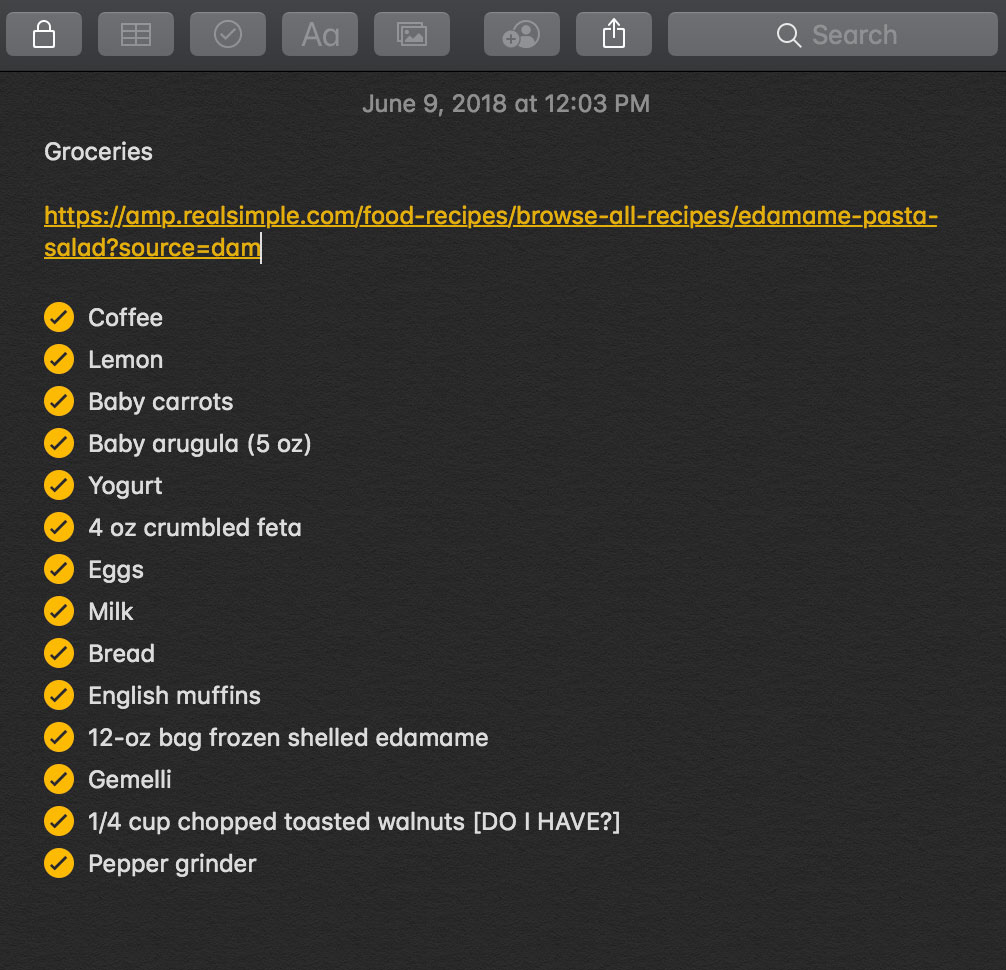 Aa
Search
June 9, 2018 at 12:03 PM
Groceries
https://amp.realsimple.com/food-recipes/browse-all-recipes/edamame-pasta-
salad?source=dam
Coffee
Lemon
Baby carrots
Baby arugula (5 oz)
Yogurt
4 oz crumbled feta
Eggs
Milk
Bread
English muffins
12-oz bag frozen shelled edamame
Gemelli
1/4 cup chopped toasted walnuts [DO I HAVE?]
Pepper grinder